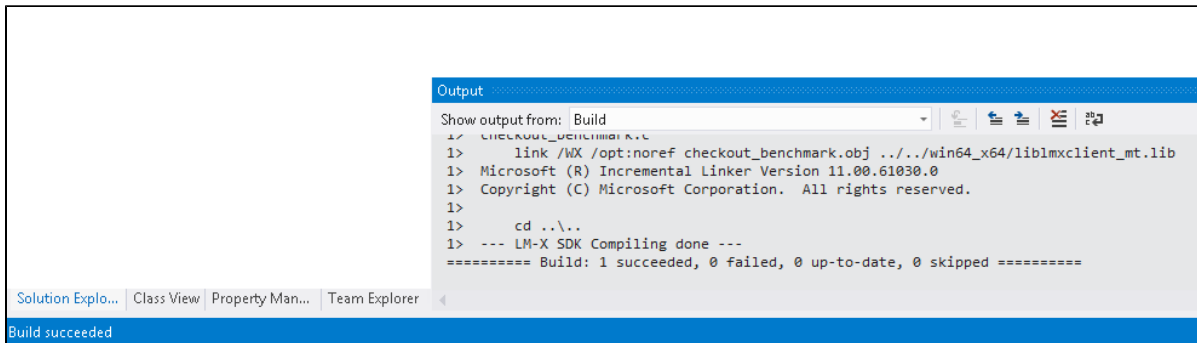 Output
Show output from: Build
1> checkout_benchmark.c
1> link /WX /opt:noref checkout_benchmark.obj ../../win64_x64/liblmxclient_mt.lib
1> Microsoft (R) Incremental Linker Version 11.00.61030.0
1> Copyright (C) Microsoft Corporation. All rights reserved.
1>
1> cd ..\..
1> --- LM-X SDK Compiling done ---
========== Build: 1 succeeded, 0 failed, 0 up-to-date, 0 skipped ==========
Solution Explo... Class View Property Man... Team Explorer
Build succeeded